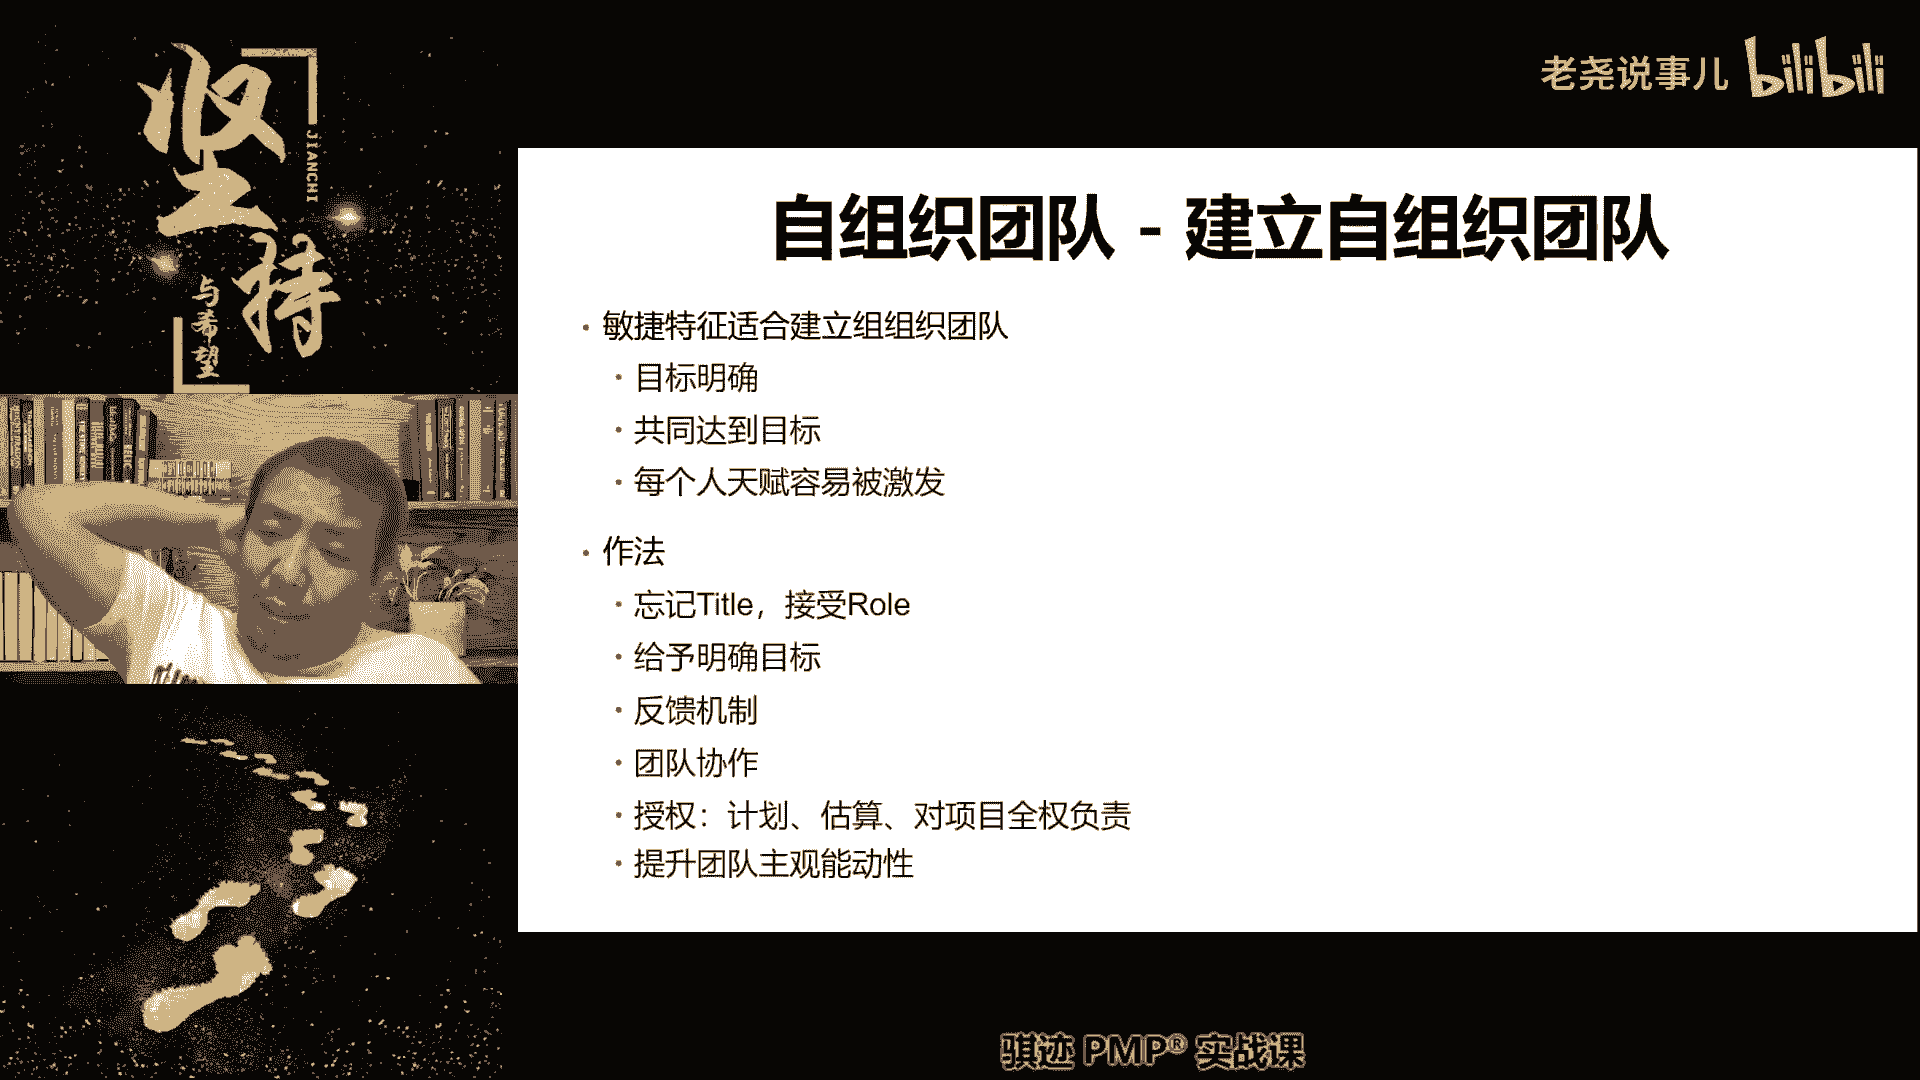 坚持
JIANCHI
与希望
老尧说事儿 bilibili
自组织团队 - 建立自组织团队
• 敏捷特征适合建立组组织团队
• 目标明确
• 共同达到目标
• 每个人天赋容易被激发
• 作法
• 忘记Title，接受Role
• 给予明确目标
• 反馈机制
• 团队协作
• 授权：计划、估算、对项目全权负责
• 提升团队主观能动性
骐迹 PMP® 实战课